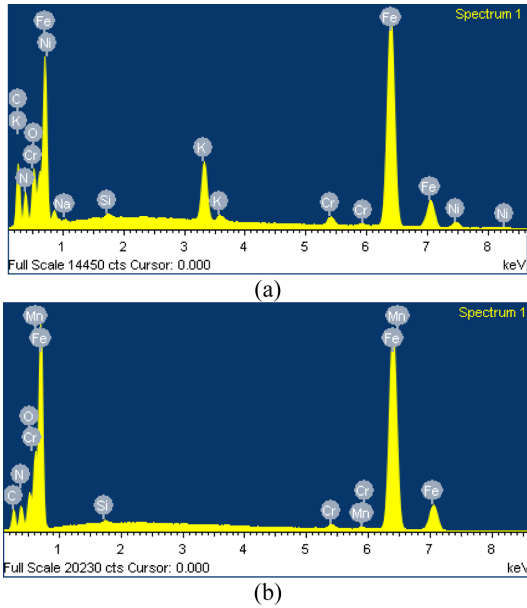 Spectrum 1
Fe Fe
Ni
C
K O K
Cr
N Na Si K Cr Cr Fe Ni Ni
1 2 3 4 5 6 7 8
Full Scale 14450 cts Cursor: 0.000 keV
(a)
Spectrum 1
Mn Mn
Fe Fe
O
Cr
N Cr
C Si Cr Mn Fe
1 2 3 4 5 6 7 8
Full Scale 20230 cts Cursor: 0.000 keV
(b)